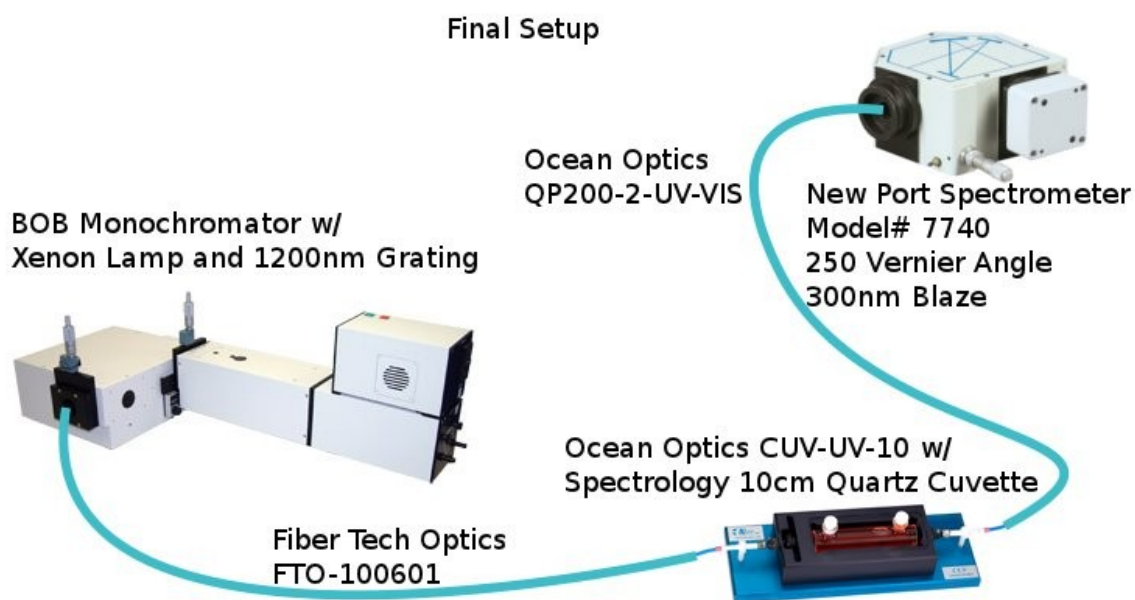 Final Setup
Ocean Optics
QP200-2-UV-VIS
New Port Spectrometer
Model# 7740
250 Vernier Angle
300nm Blaze
BOB Monochromator w/
Xenon Lamp and 1200nm Grating
Ocean Optics CUV-UV-10 w/
Spectrology 10cm Quartz Cuvette
Fiber Tech Optics
FTO-100601